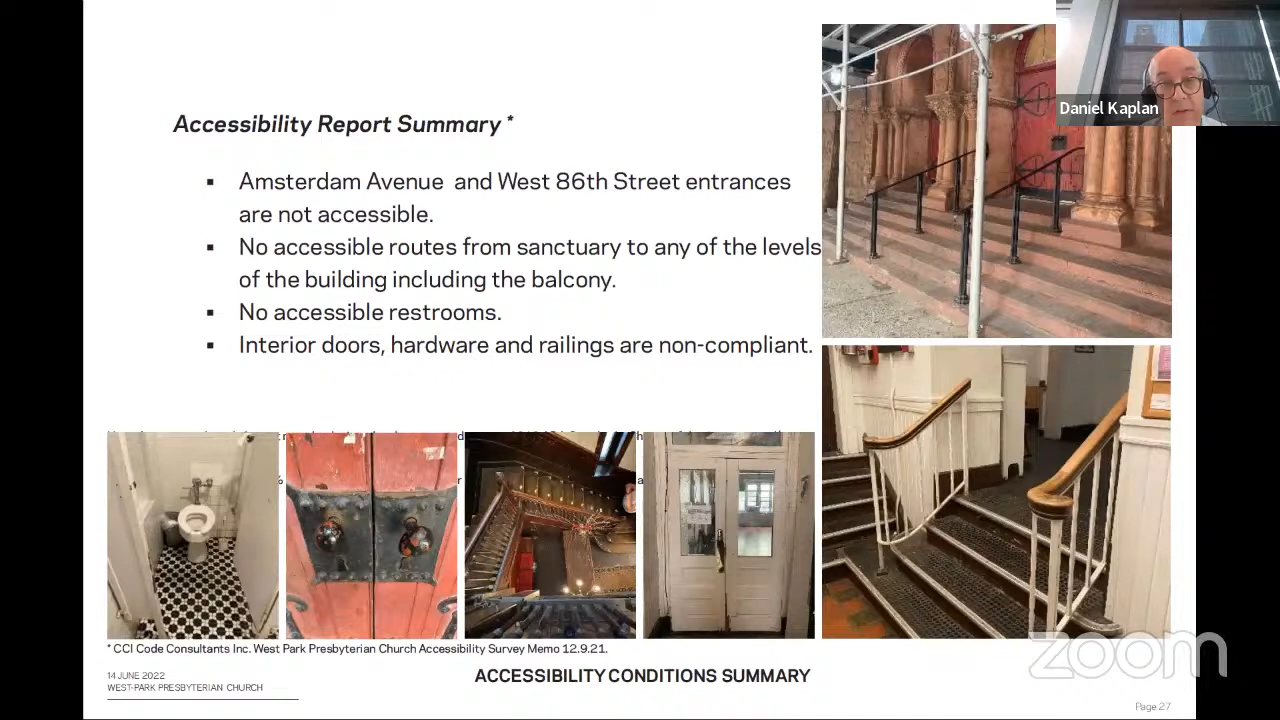 Daniel Kaplan
Accessibility Report Summary *
▪ Amsterdam Avenue and West 86th Street entrances
are not accessible.
▪ No accessible routes from sanctuary to any of the levels
of the building including the balcony.
▪ No accessible restrooms.
▪ Interior doors, hardware and railings are non-compliant.
* CCI Code Consultants Inc. West Park Presbyterian Church Accessibility Survey Memo 12.9.21.
14 JUNE 2022
WEST-PARK PRESBYTERIAN CHURCH
ACCESSIBILITY CONDITIONS SUMMARY
zoom
Page 27